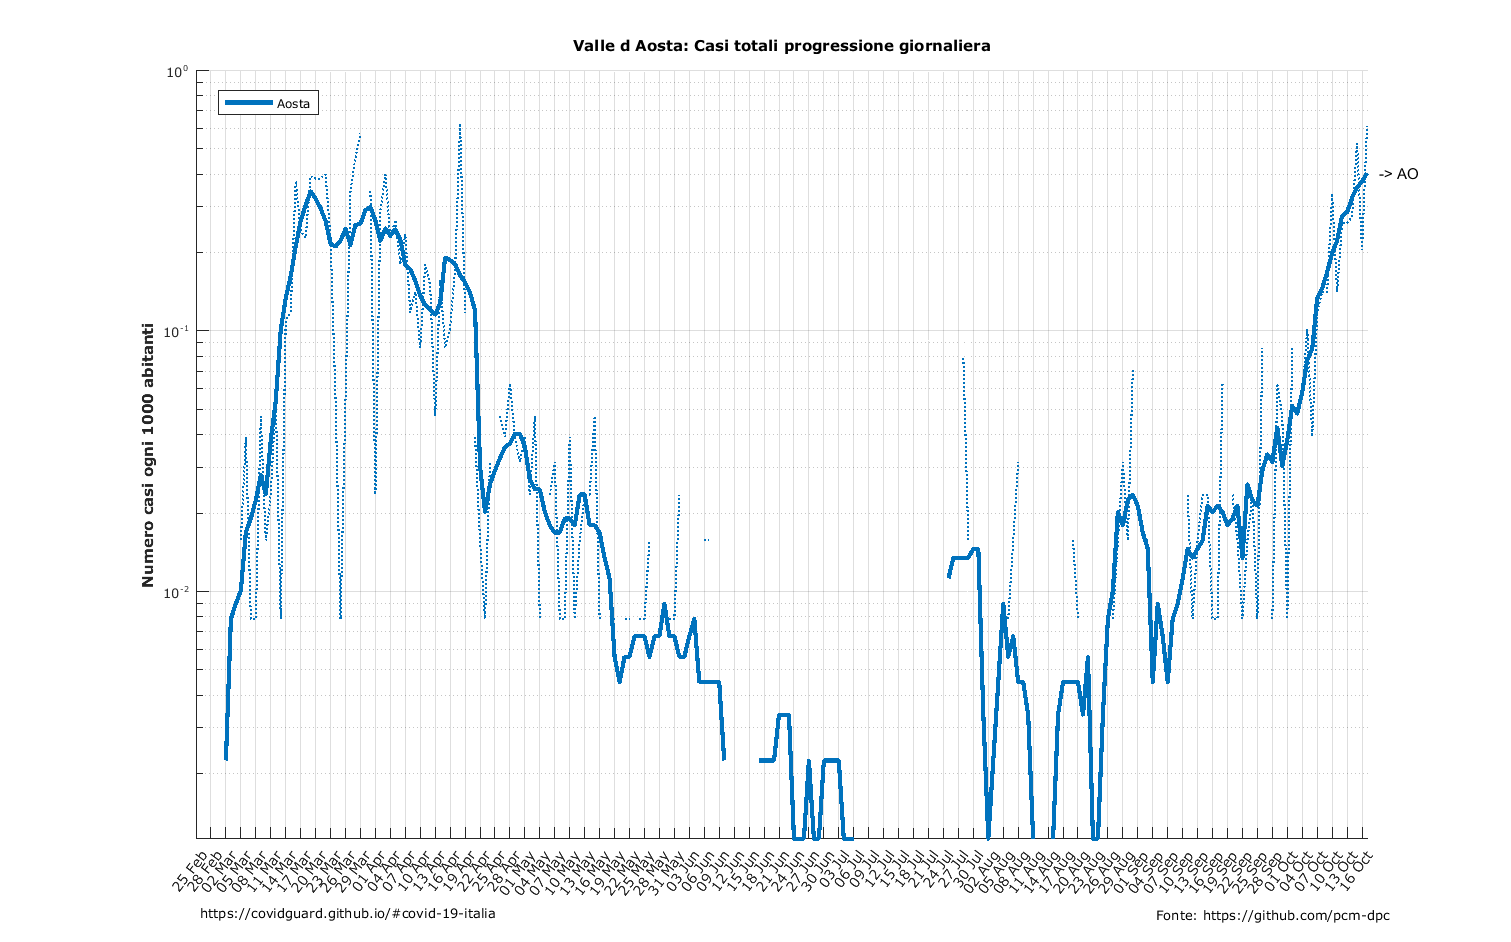 Valle d Aosta: Casi totali progressione giornaliera
Aosta
10⁰
10⁻¹
10⁻²
Numero casi ogni 1000 abitanti
-> AO
25 Feb
28 Feb
02 Mar
05 Mar
08 Mar
11 Mar
14 Mar
17 Mar
20 Mar
23 Mar
26 Mar
29 Mar
01 Apr
04 Apr
07 Apr
10 Apr
13 Apr
16 Apr
19 Apr
22 Apr
25 Apr
28 Apr
01 May
04 May
07 May
10 May
13 May
16 May
19 May
22 May
25 May
28 May
31 May
03 Jun
06 Jun
09 Jun
12 Jun
15 Jun
18 Jun
21 Jun
24 Jun
27 Jun
30 Jun
03 Jul
06 Jul
09 Jul
12 Jul
15 Jul
18 Jul
21 Jul
24 Jul
27 Jul
30 Jul
02 Aug
05 Aug
08 Aug
11 Aug
14 Aug
17 Aug
20 Aug
23 Aug
26 Aug
29 Aug
01 Sep
04 Sep
07 Sep
10 Sep
13 Sep
16 Sep
19 Sep
22 Sep
25 Sep
28 Sep
01 Oct
04 Oct
07 Oct
10 Oct
13 Oct
16 Oct
https://covidguard.github.io/#covid-19-italia
Fonte: https://github.com/pcm-dpc